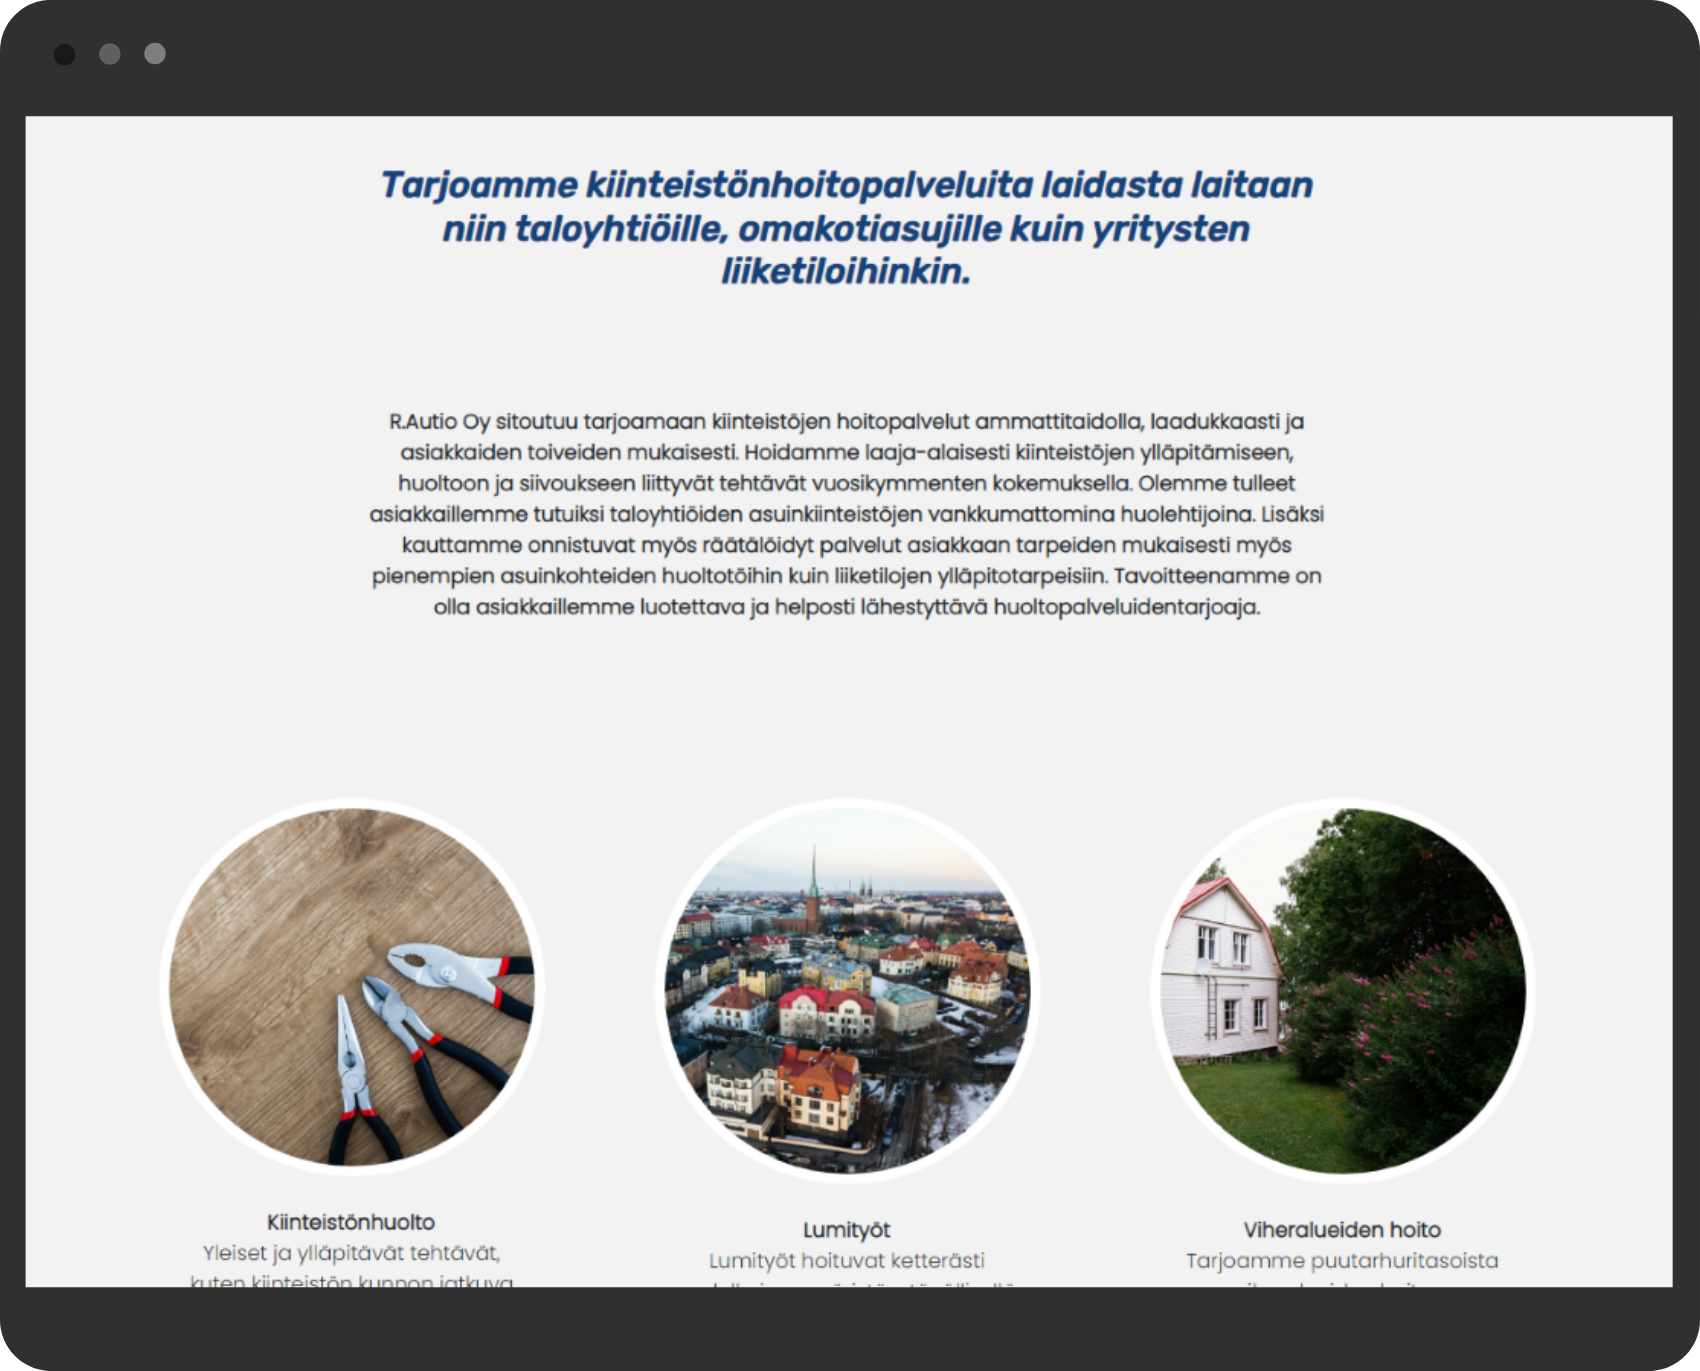 Tarjoamme kiinteistönhoitopalveluita laidasta laitaan
niin taloyhtiöille, omakotiasujille kuin yritysten
liiketiloihinkin.
R.Autio Oy sitoutuu tarjoamaan kiinteistöjen hoitopalvelut ammattitaidolla, laadukkaasti ja
asiakkaiden toiveiden mukaisesti. Hoidamme laaja-alaisesti kiinteistöjen ylläpitämiseen,
huoltoon ja siivoukseen liittyvät tehtävät vuosikymmenten kokemuksella. Olemme tulleet
asiakkaillemme tutuiksi taloyhtiöiden asuinkiinteistöjen vankkumattomina huolehtijoina. Lisäksi
kauttamme onnistuvat myös räätälöidyt palvelut asiakkaan tarpeiden mukaisesti myös
pienempien asuinkohteiden huoltotöihin kuin liiketilojen ylläpitotarpeisiin. Tavoitteenamme on
olla asiakkaillemme luotettava ja helposti lähestyttävä huoltopalveluidentarjoaja.
Kiinteistönhuolto
Yleiset ja ylläpitävät tehtävät,
kuten kiinteistön kunnon jatkuva
Lumityöt
Lumityöt hoituvat ketterästi
Viheralueiden hoito
Tarjoamme puutarhuritasoista